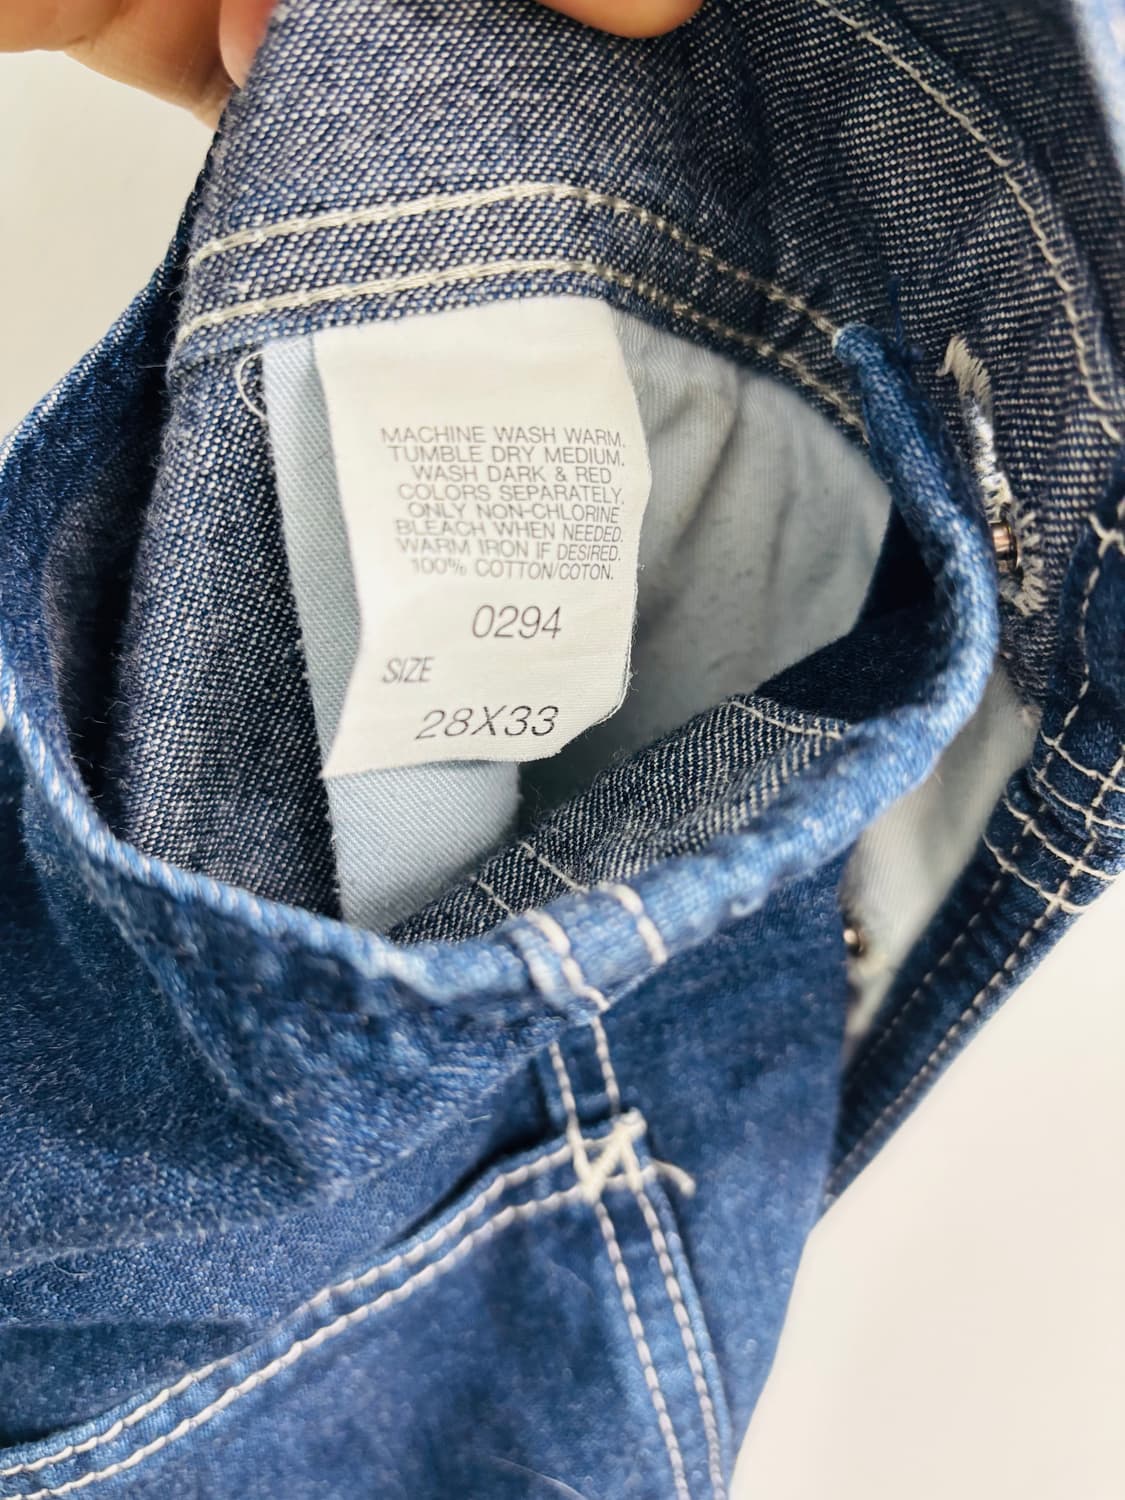 MACHINE WASH WARM.
TUMBLE DRY MEDIUM.
WASH DARK & RED
COLORS SEPARATELY.
ONLY NON-CHLORINE
BLEACH WHEN NEEDED.
WARM IRON IF DESIRED.
100% COTTON/COTON.
0294
SIZE
28X33